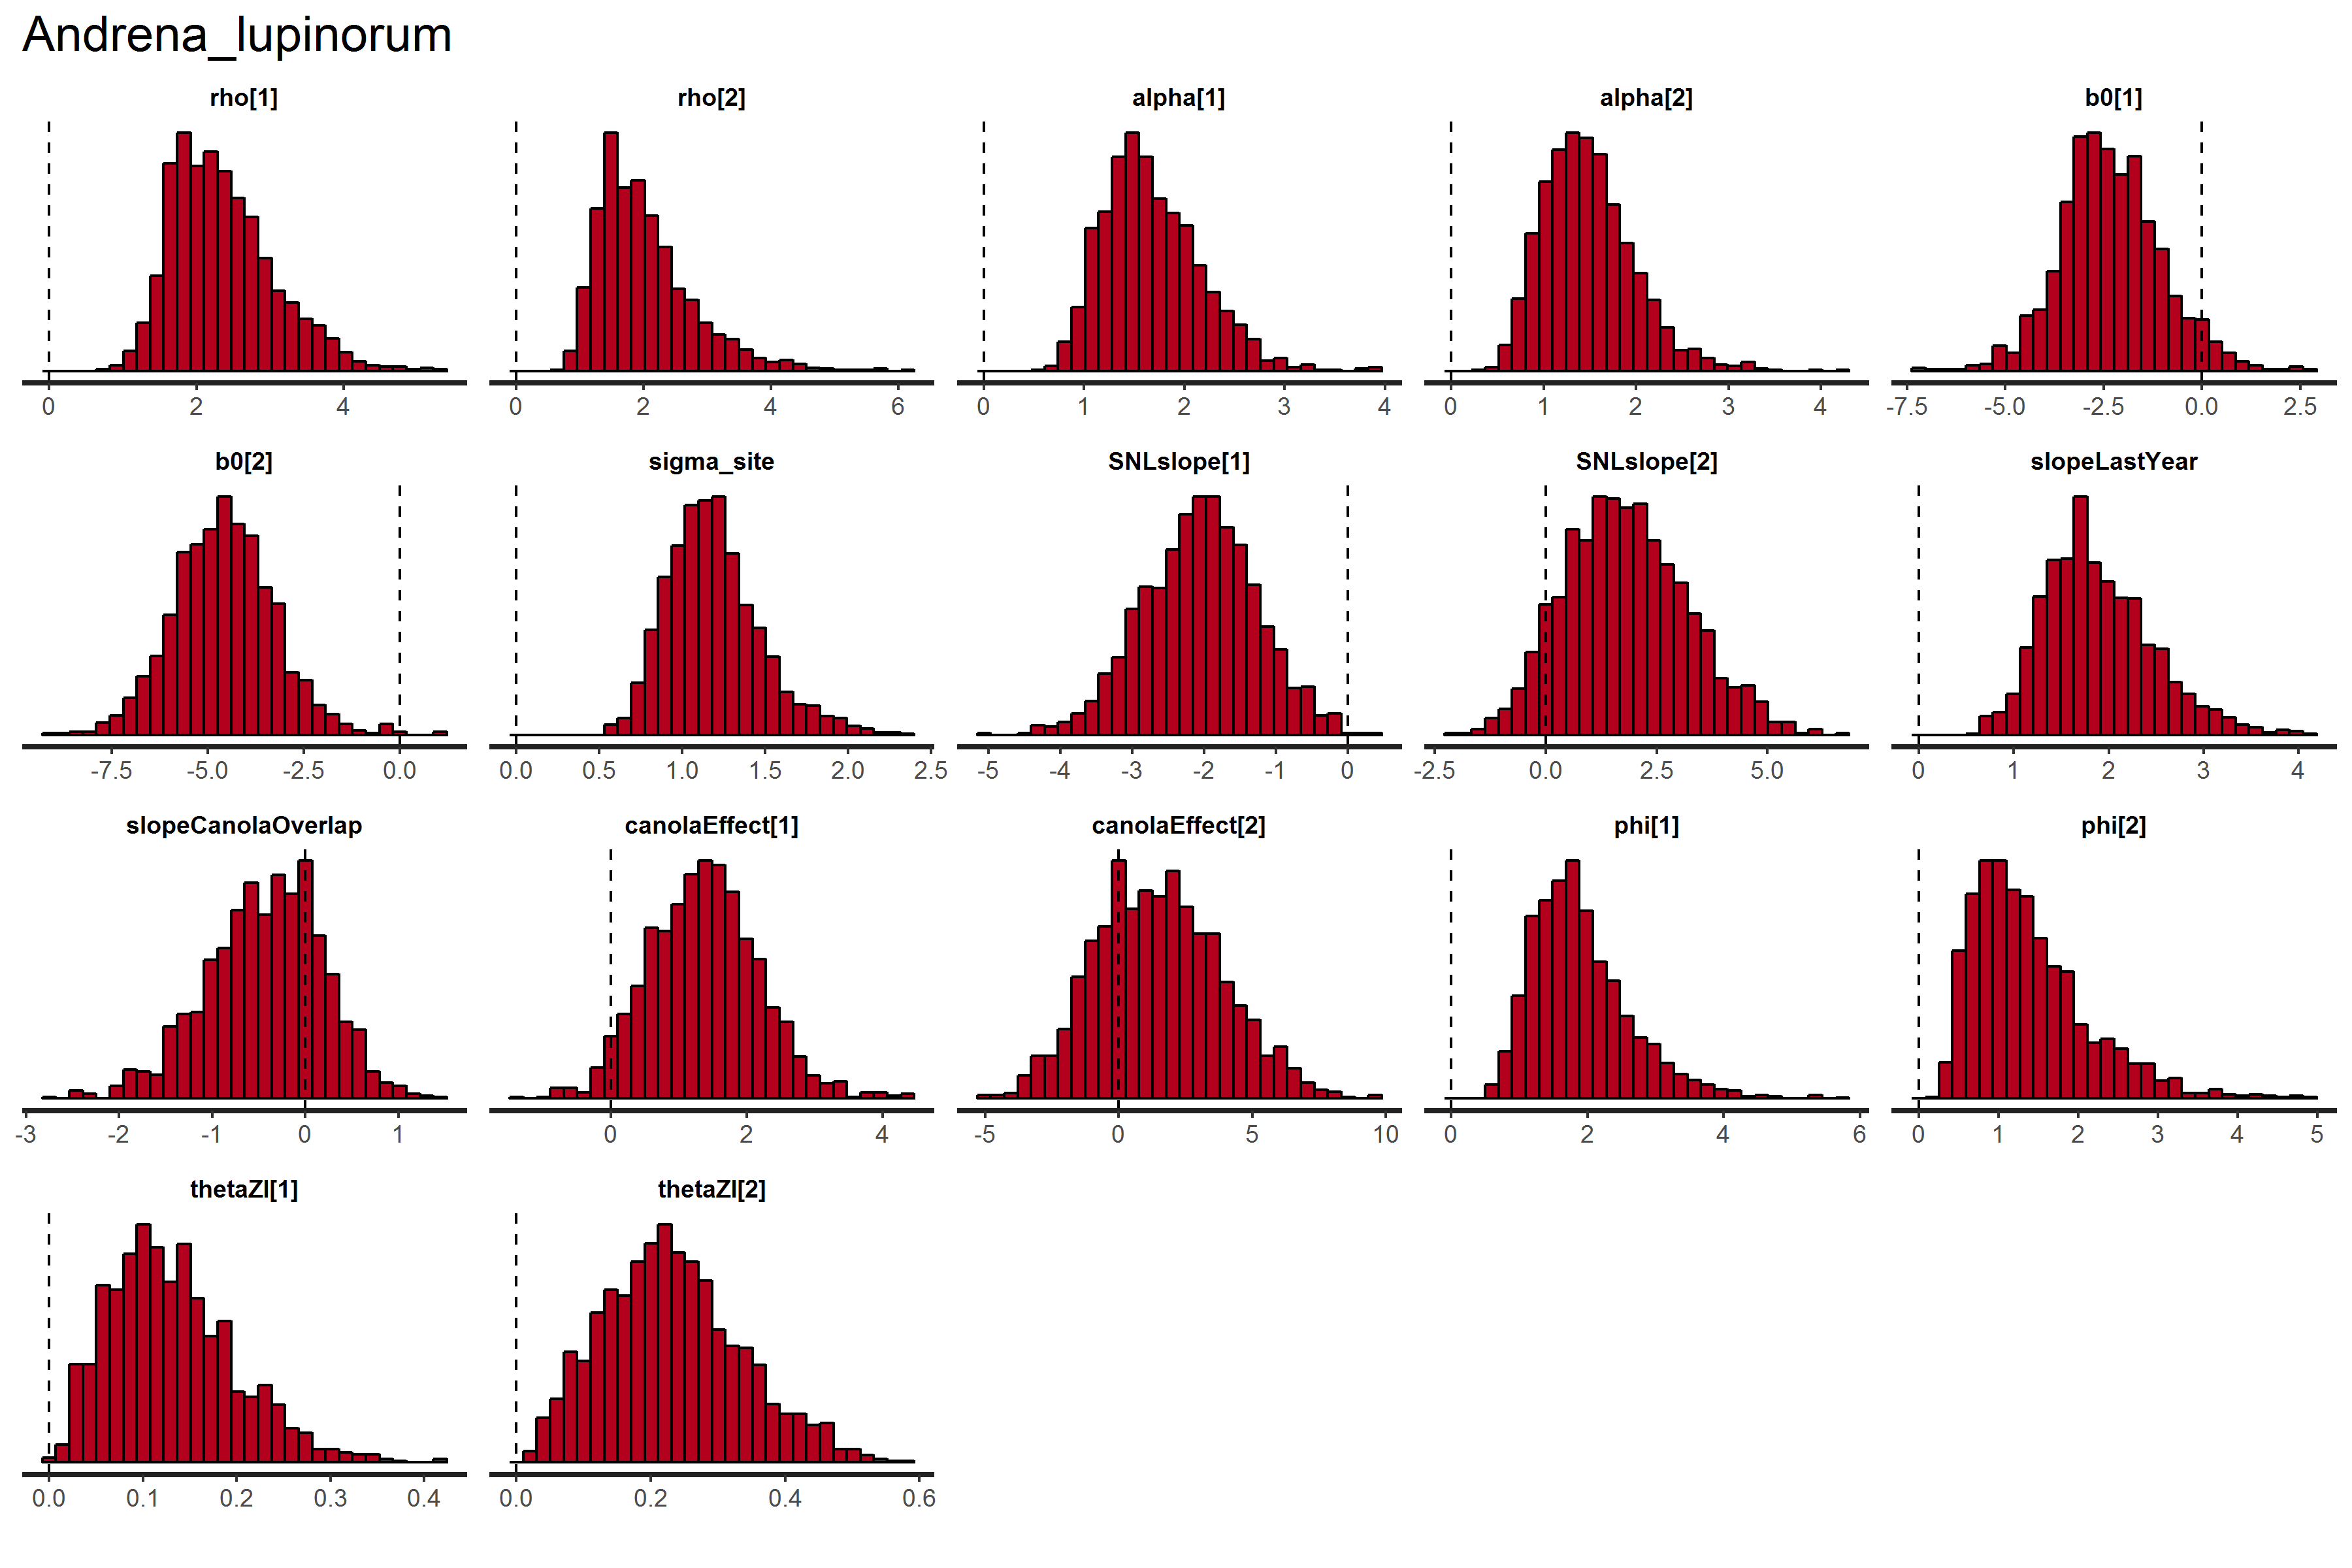 Andrena_lupinorum
rho[1] rho[2] alpha[1] alpha[2] b0[1]
0 2 4 0 2 4 6 0 1 2 3 4 0 1 2 3 4 -7.5 -5.0 -2.5 0.0 2.5
b0[2] sigma_site SNLslope[1] SNLslope[2] slopeLastYear
-7.5 -5.0 -2.5 0.0 0.0 0.5 1.0 1.5 2.0 2.5 -5 -4 -3 -2 -1 0 -2.5 0.0 2.5 5.0 0 1 2 3 4
slopeCanolaOverlap canolaEffect[1] canolaEffect[2] phi[1] phi[2]
-3 -2 -1 0 1 0 2 4 -5 0 5 10 0 2 4 6 0 1 2 3 4 5
thetaZI[1] thetaZI[2]
0.0 0.1 0.2 0.3 0.4 0.0 0.2 0.4 0.6